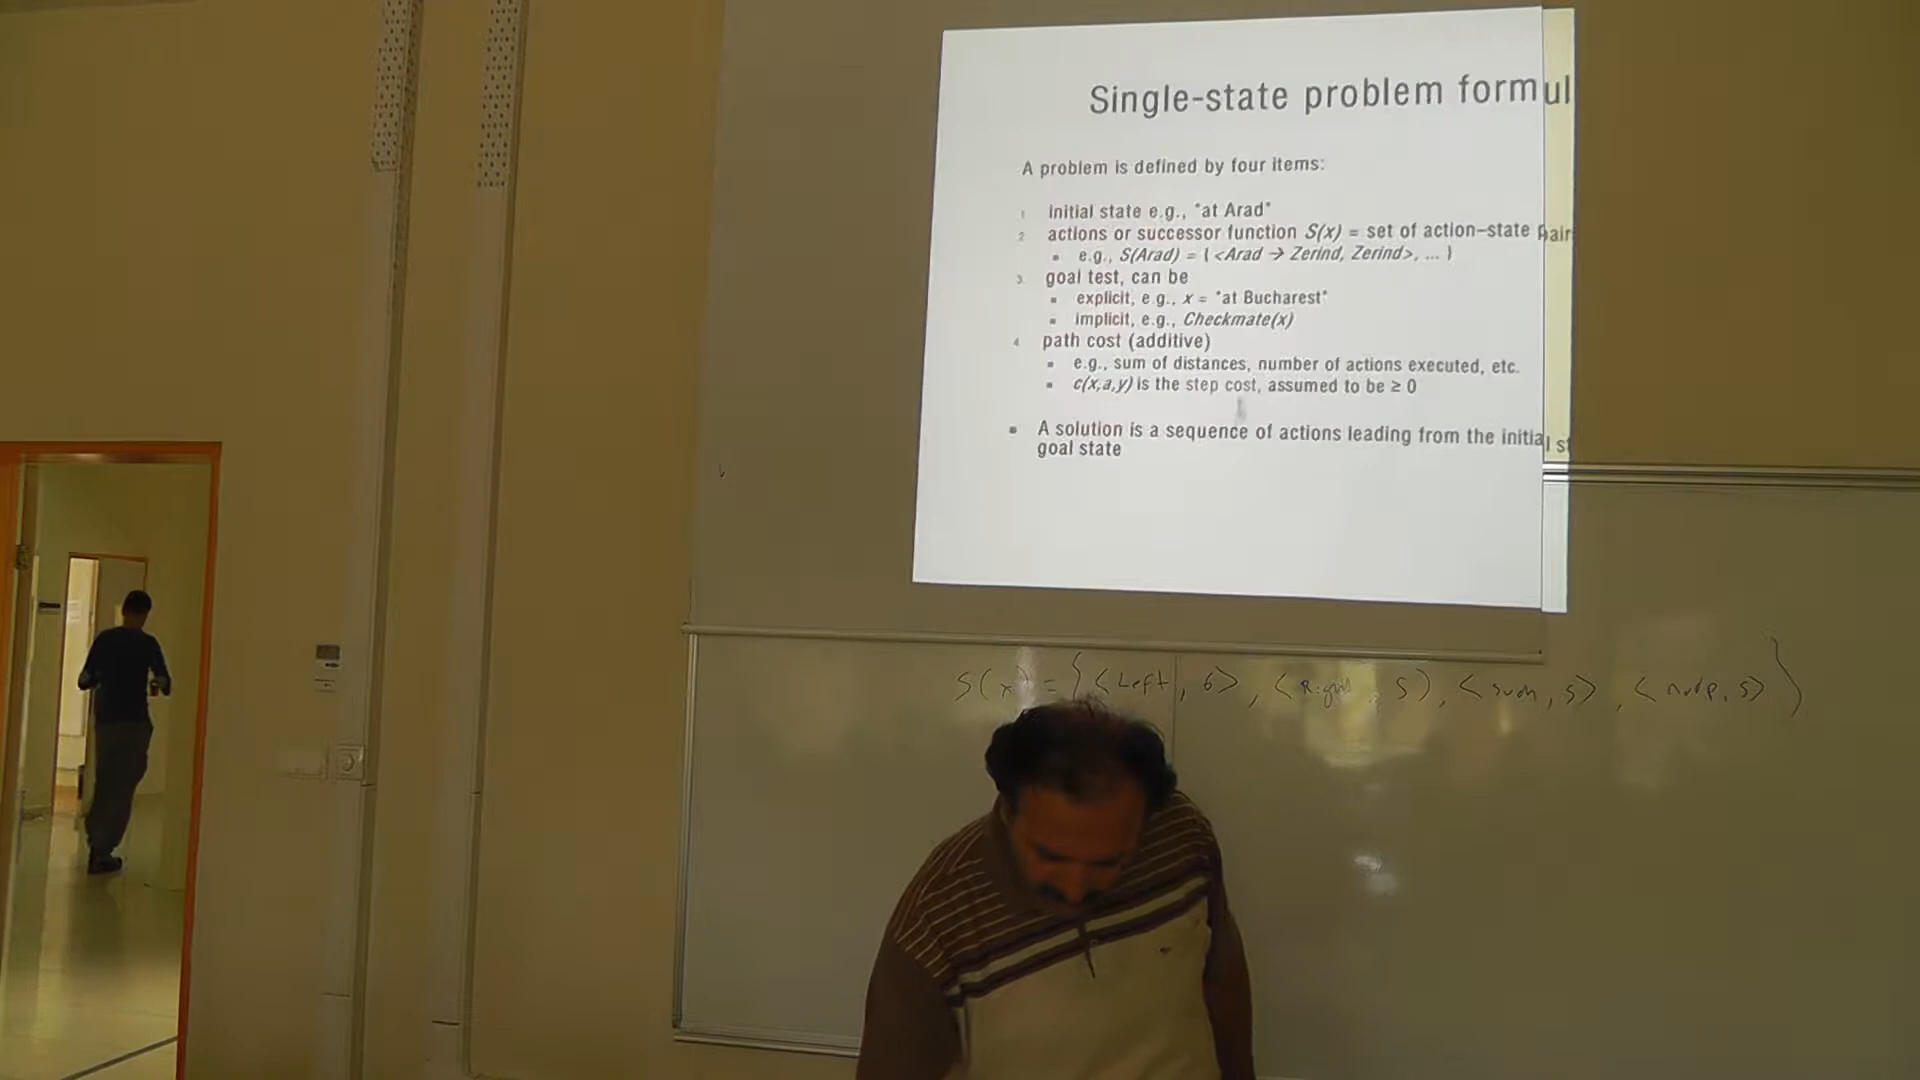 Single-state problem formul
A problem is defined by four items:
1 initial state e.g., "at Arad"
2 actions or successor function S(x) = set of action–state pair
▪ e.g., S(Arad) = { <Arad → Zerind, Zerind>, … }
3. goal test, can be
▪ explicit, e.g., x = "at Bucharest"
▪ implicit, e.g., Checkmate(x)
4 path cost (additive)
▪ e.g., sum of distances, number of actions executed, etc.
▪ c(x,a,y) is the step cost, assumed to be ≥ 0
▪ A solution is a sequence of actions leading from the initial st
goal state
S(x) = { <Left, 6>, <Right, 5), <such, 5>, < , 5> }